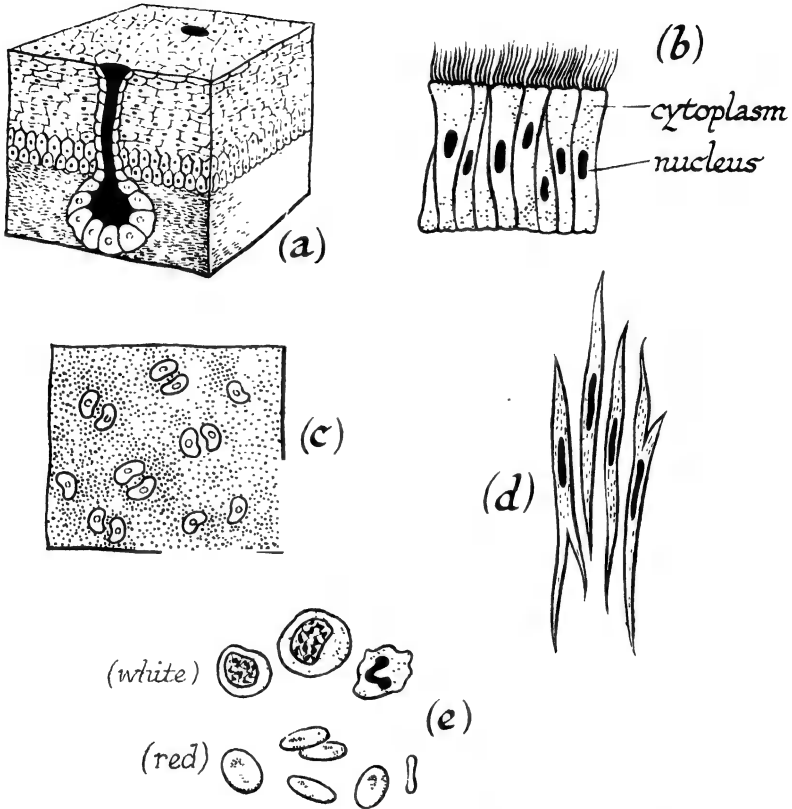 (b)
cytoplasm
nucleus
(a)
(c)
(d)
(white)
(e)
(red)